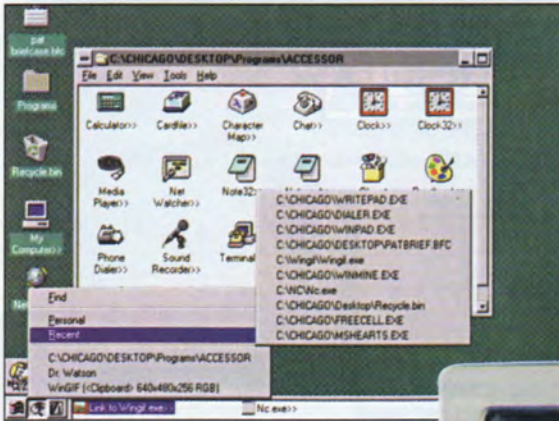 pat
briefcase.bfc
C:\CHICAGO\DESKTOP\Programs\ACCESSOR
File Edit View Tools Help
Programs
Calculator>>
Cardfile>>
Character
Map>>
Chat>>
Clock>>
Clock32>>
Recycle.bin
Media
Player>>
Net
Watcher>>
Note32>>
My
Computer>>
Phone
Dialer>>
Sound
Recorder>>
Terminal
C:\CHICAGO\WRITEPAD.EXE
C:\CHICAGO\DIALER.EXE
C:\CHICAGO\WINPAD.EXE
C:\CHICAGO\DESKTOP\PATBRIEF.BFC
C:\Wingif\Wingif.exe
C:\CHICAGO\WINMINE.EXE
C:\NC\Nc.exe
C:\CHICAGO\Desktop\Recycle.bin
C:\CHICAGO\FREECELL.EXE
C:\CHICAGO\MSHEARTS.EXE
Find
Personal
Recent
C:\CHICAGO\DESKTOP\Programs\ACCESSOR
Dr. Watson
WinGIF (<Clipboard> 640x480x256 RGB)
Link to Wingif.exe>>
Nc.exe>>